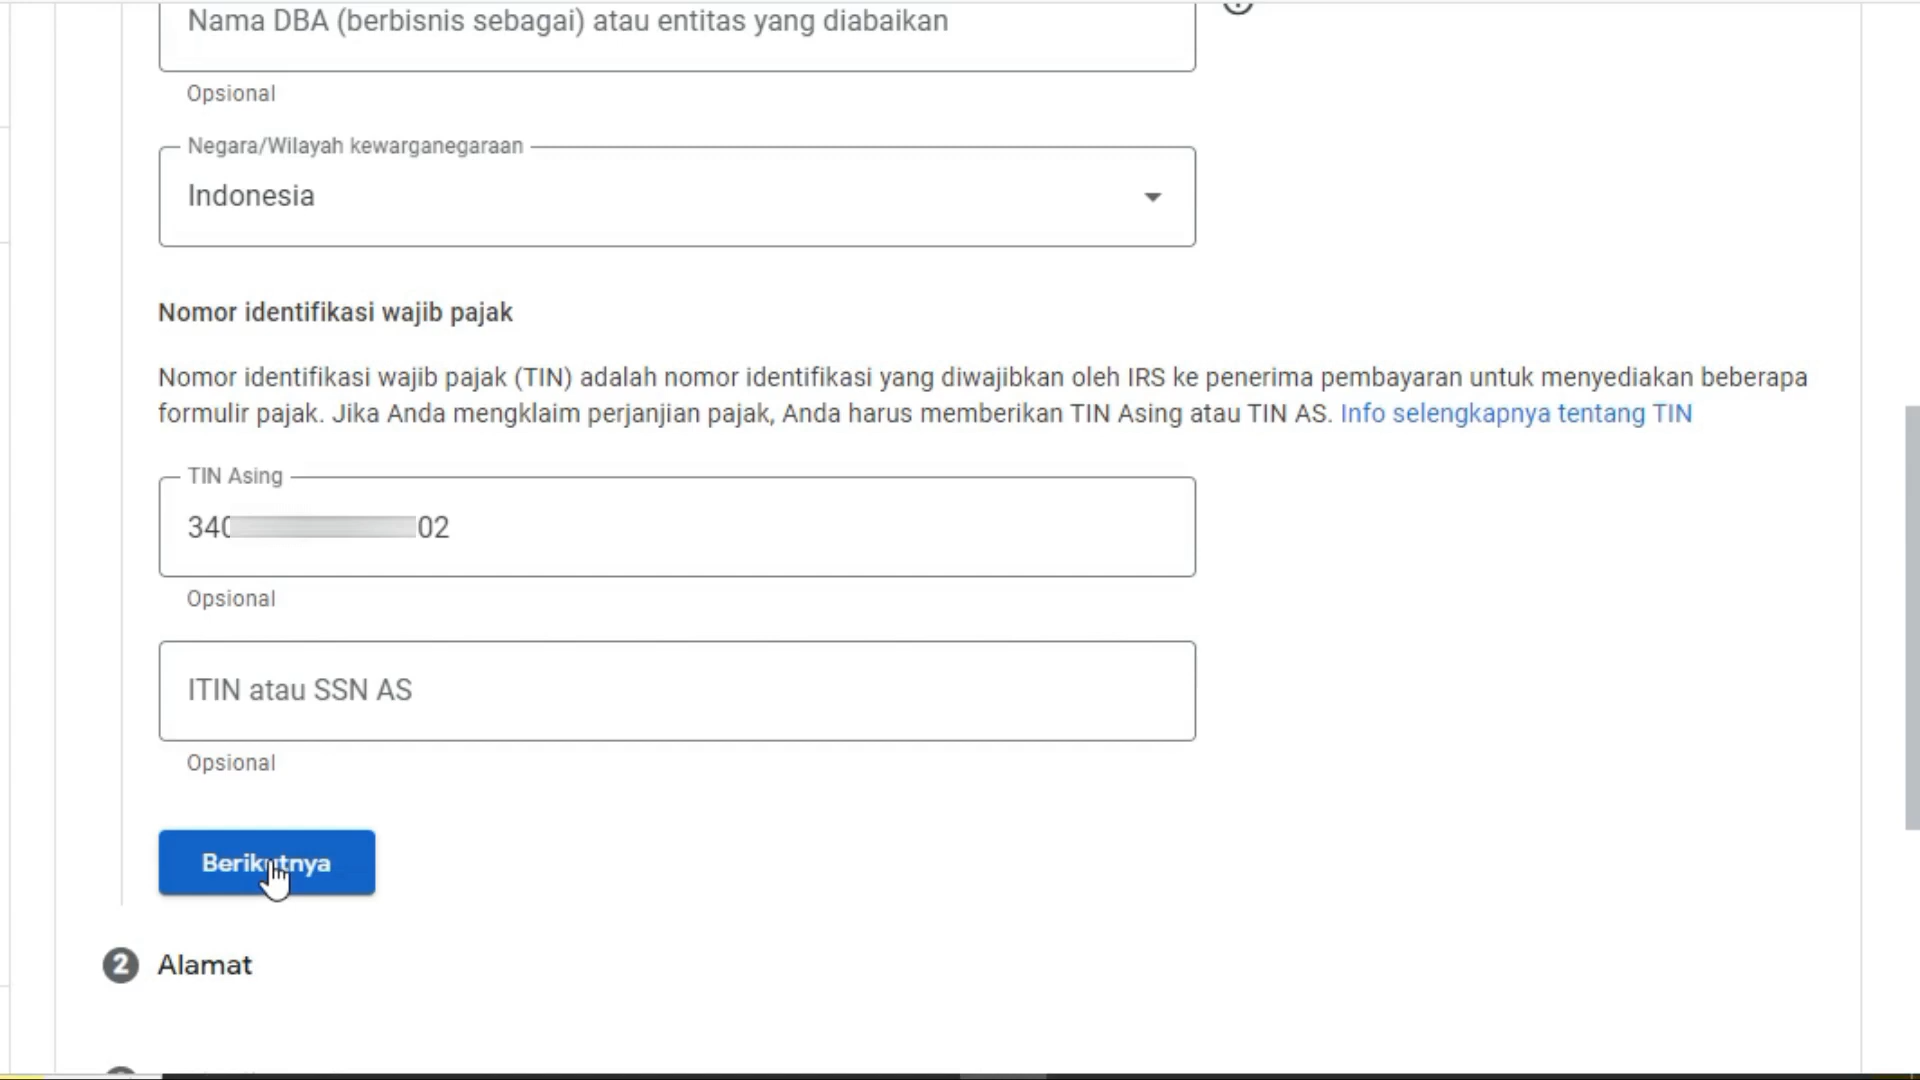 Nama DBA (berbisnis sebagai) atau entitas yang diabaikan
Opsional
Negara/Wilayah kewarganegaraan
Indonesia
Nomor identifikasi wajib pajak
Nomor identifikasi wajib pajak (TIN) adalah nomor identifikasi yang diwajibkan oleh IRS ke penerima pembayaran untuk menyediakan beberapa
formulir pajak. Jika Anda mengklaim perjanjian pajak, Anda harus memberikan TIN Asing atau TIN AS. Info selengkapnya tentang TIN
TIN Asing
340 02
Opsional
ITIN atau SSN AS
Opsional
Berikutnya
2 Alamat